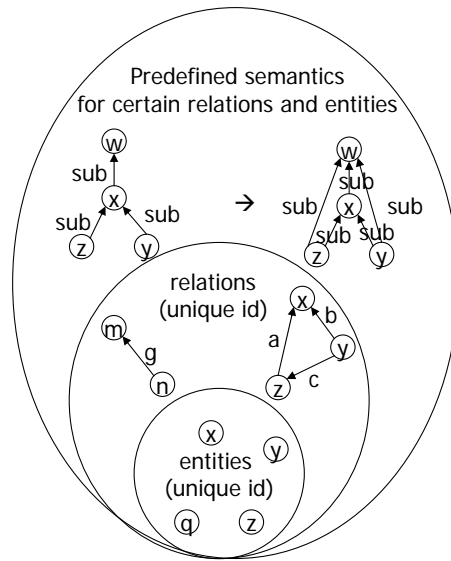 Predefined semantics
for certain relations and entities
w
w
sub
sub
x
→
sub
x
sub
sub
sub
sub
sub
z
y
z
y
relations
(unique id)
x
m
b
g
a
y
n
z
c
x
y
entities
(unique id)
q
z